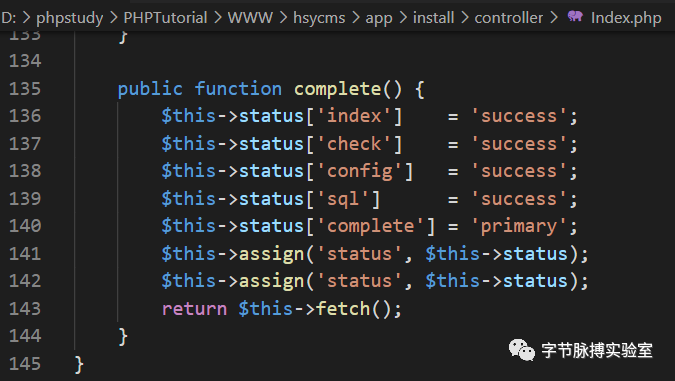 D: > phpstudy > PHPTutorial > WWW > hsycms > app > install > controller > Index.php
133 }
134
135 public function complete() {
136 $this->status['index'] = 'success';
137 $this->status['check'] = 'success';
138 $this->status['config'] = 'success';
139 $this->status['sql'] = 'success';
140 $this->status['complete'] = 'primary';
141 $this->assign('status', $this->status);
142 $this->assign('status', $this->status);
143 return $this->fetch();
144 }
145 }
字节脉搏实验室